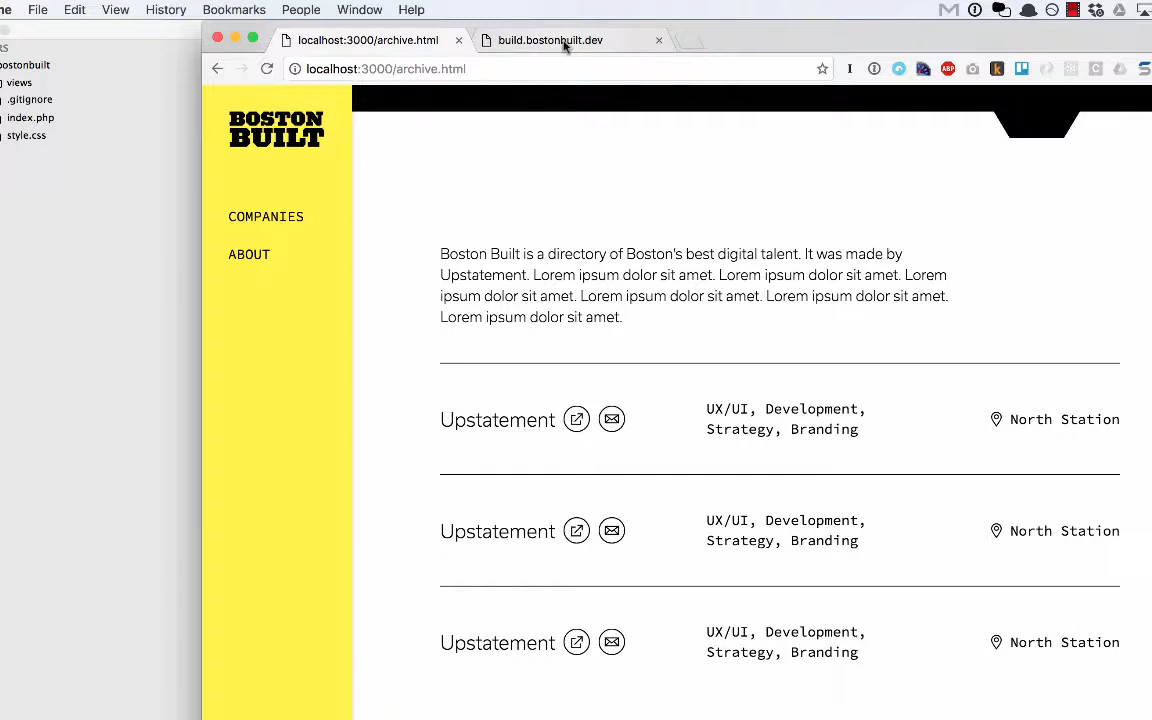 File Edit View History Bookmarks People Window Help
views
.gitignore
index.php
style.css
localhost:3000/archive.html
build.bostonbuilt.dev
localhost:3000/archive.html
ABP
BOSTON
BUILT
COMPANIES
ABOUT
Boston Built is a directory of Boston's best digital talent. It was made by
Upstatement. Lorem ipsum dolor sit amet. Lorem ipsum dolor sit amet. Lorem
ipsum dolor sit amet. Lorem ipsum dolor sit amet. Lorem ipsum dolor sit amet.
Lorem ipsum dolor sit amet.
Upstatement
UX/UI, Development,
Strategy, Branding
North Station
Upstatement
UX/UI, Development,
Strategy, Branding
North Station
Upstatement
UX/UI, Development,
Strategy, Branding
North Station